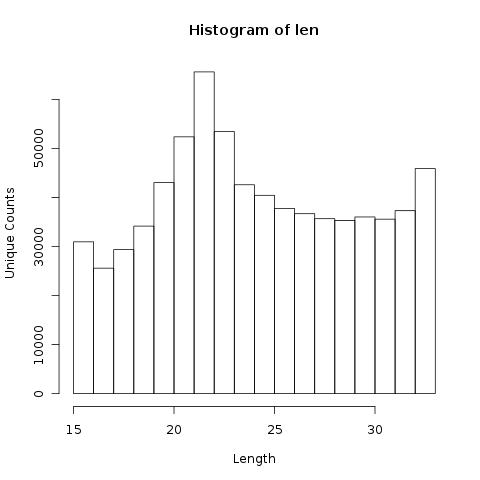 Histogram of len
Unique Counts
50000
30000
10000
0
15 20 25 30
Length